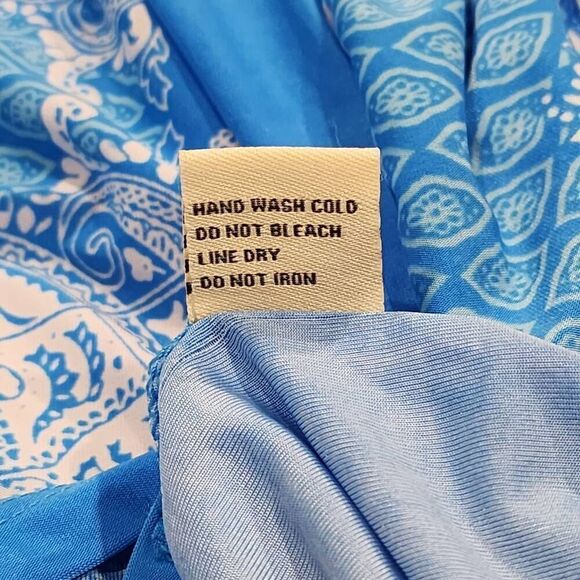 HAND WASH COLD
DO NOT BLEACH
LINE DRY
DO NOT IRON